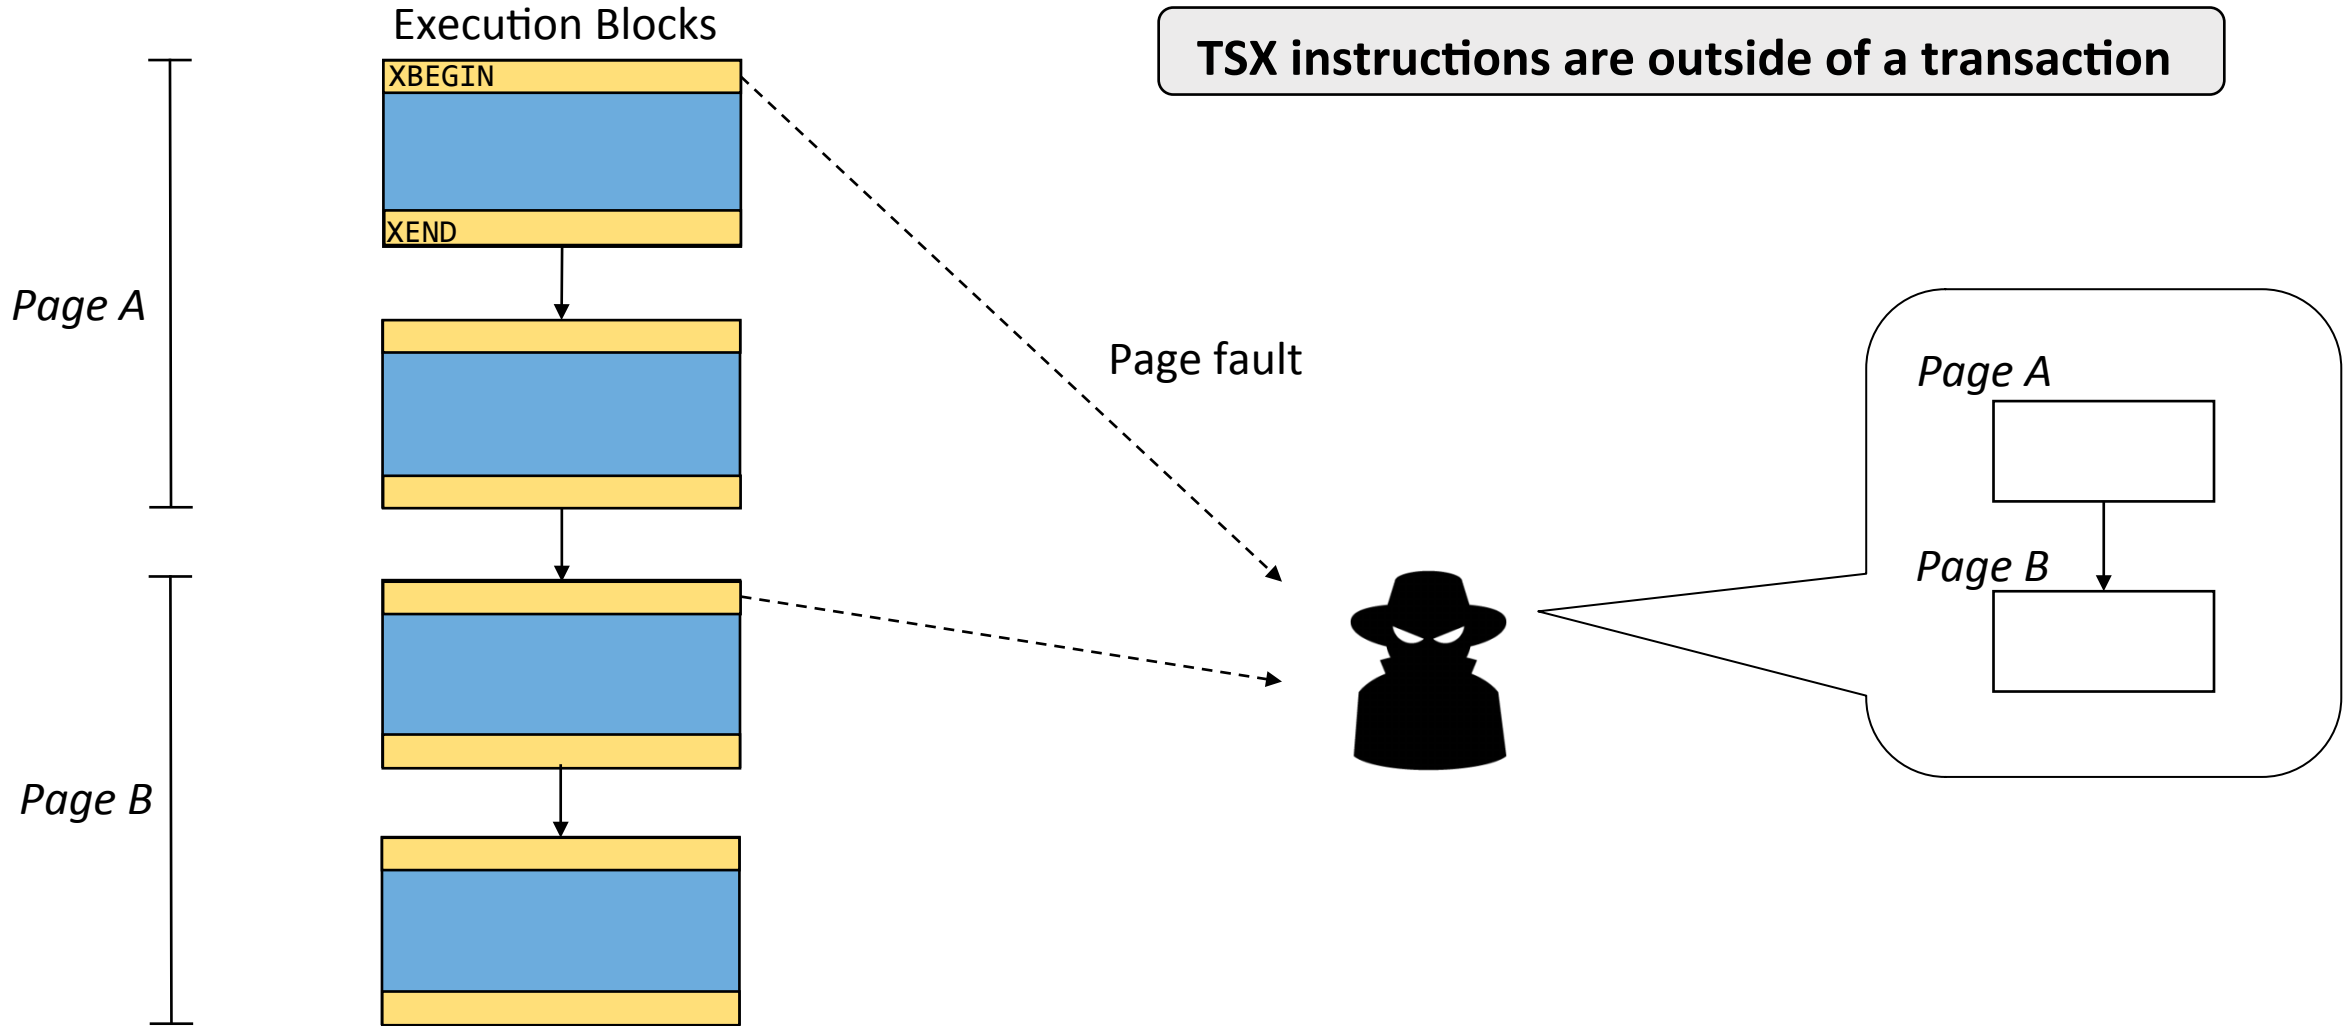 Execution Blocks
TSX instructions are outside of a transaction
XBEGIN
XEND
Page A
Page fault
Page A
Page B
Page B